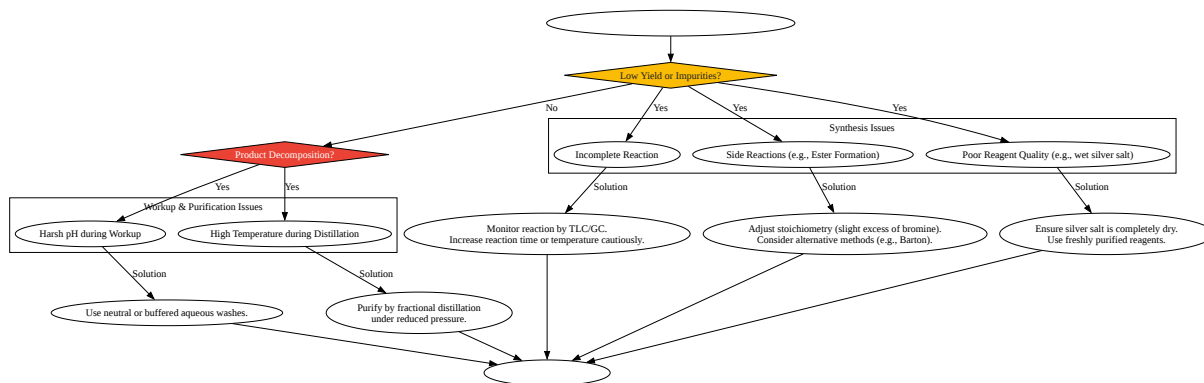 Low Yield or Impurities?
No
Yes
Yes
Yes
Synthesis Issues
Product Decomposition?
Incomplete Reaction
Side Reactions (e.g., Ester Formation)
Poor Reagent Quality (e.g., wet silver salt)
Yes
Yes
Solution
Solution
Solution
Workup & Purification Issues
Harsh pH during Workup
High Temperature during Distillation
Monitor reaction by TLC/GC.
Increase reaction time or temperature cautiously.
Adjust stoichiometry (slight excess of bromine).
Consider alternative methods (e.g., Barton).
Ensure silver salt is completely dry.
Use freshly purified reagents.
Solution
Solution
Use neutral or buffered aqueous washes.
Purify by fractional distillation
under reduced pressure.